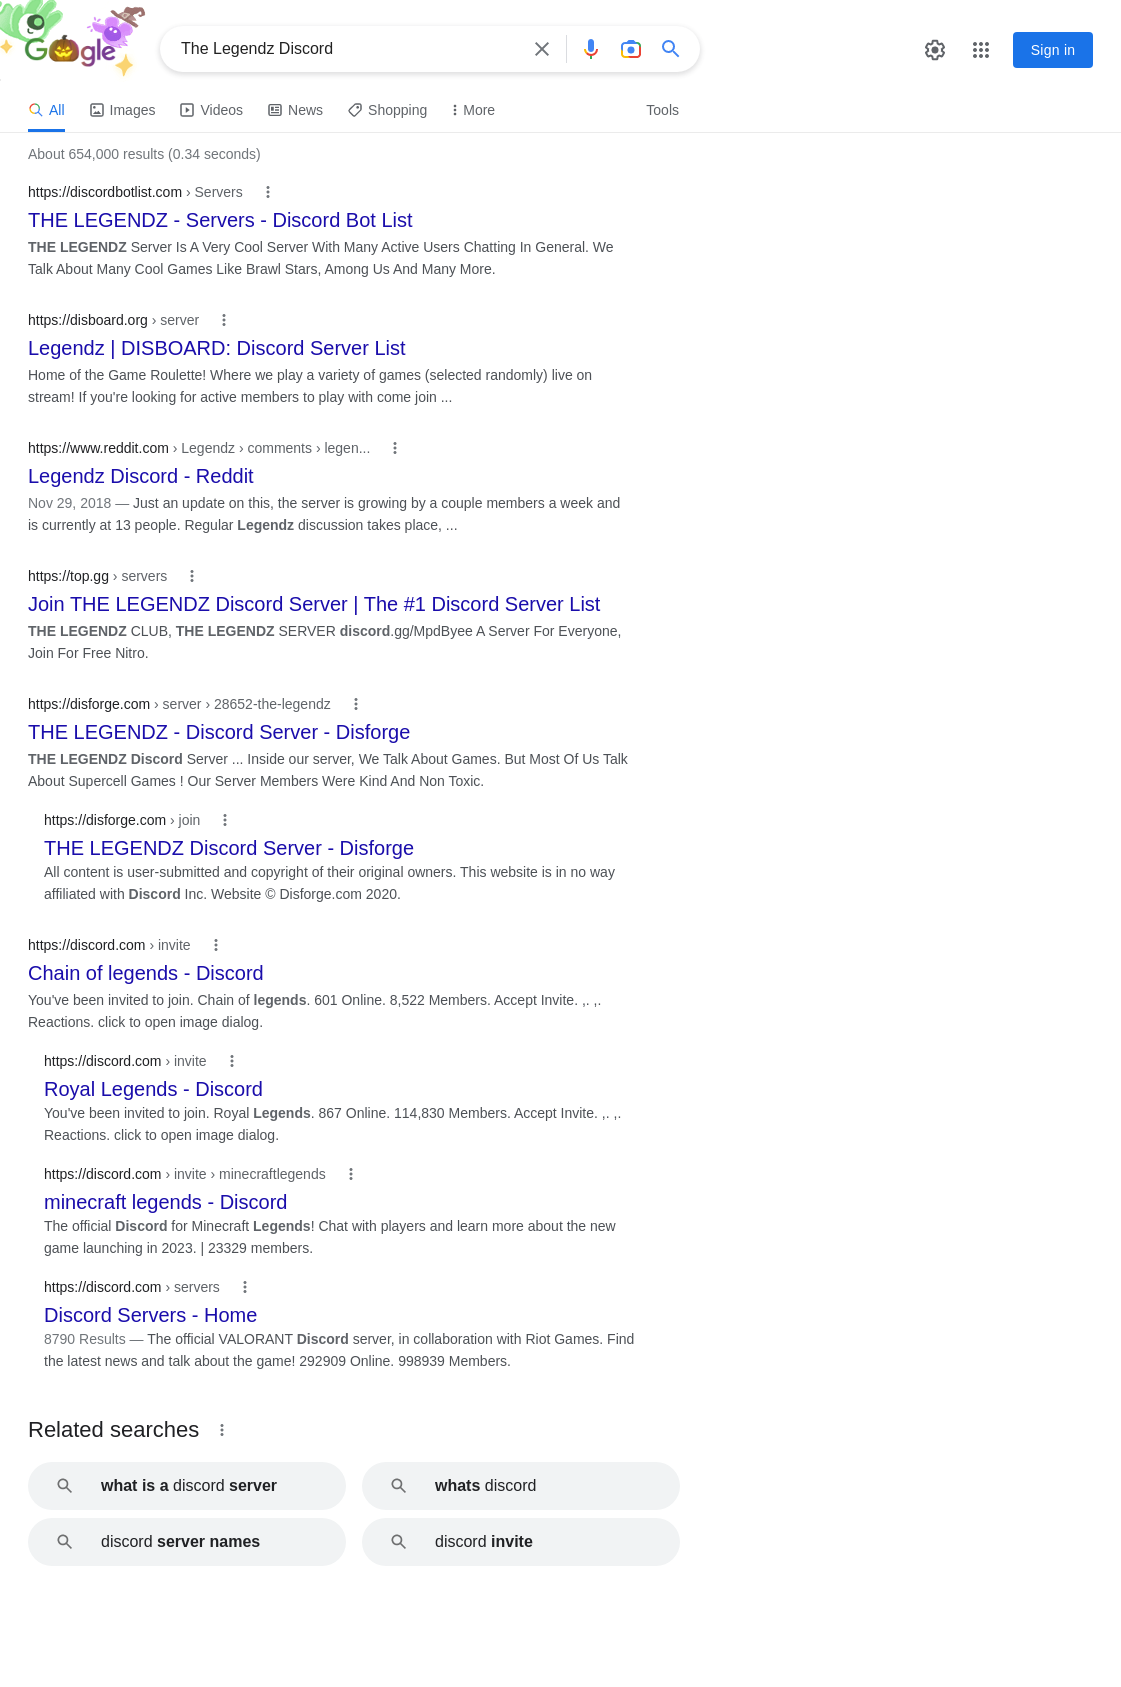 Google
The Legendz Discord
Sign in
All Images Videos News Shopping More Tools
About 654,000 results (0.34 seconds)
https://discordbotlist.com › Servers
THE LEGENDZ - Servers - Discord Bot List
THE LEGENDZ Server Is A Very Cool Server With Many Active Users Chatting In General. We
Talk About Many Cool Games Like Brawl Stars, Among Us And Many More.
https://disboard.org › server
Legendz | DISBOARD: Discord Server List
Home of the Game Roulette! Where we play a variety of games (selected randomly) live on
stream! If you're looking for active members to play with come join ...
https://www.reddit.com › Legendz › comments › legen...
Legendz Discord - Reddit
Nov 29, 2018 — Just an update on this, the server is growing by a couple members a week and
is currently at 13 people. Regular Legendz discussion takes place, ...
https://top.gg › servers
Join THE LEGENDZ Discord Server | The #1 Discord Server List
THE LEGENDZ CLUB, THE LEGENDZ SERVER discord.gg/MpdByee A Server For Everyone,
Join For Free Nitro.
https://disforge.com › server › 28652-the-legendz
THE LEGENDZ - Discord Server - Disforge
THE LEGENDZ Discord Server ... Inside our server, We Talk About Games. But Most Of Us Talk
About Supercell Games ! Our Server Members Were Kind And Non Toxic.
https://disforge.com › join
THE LEGENDZ Discord Server - Disforge
All content is user-submitted and copyright of their original owners. This website is in no way
affiliated with Discord Inc. Website © Disforge.com 2020.
https://discord.com › invite
Chain of legends - Discord
You've been invited to join. Chain of legends. 601 Online. 8,522 Members. Accept Invite. ,. ,.
Reactions. click to open image dialog.
https://discord.com › invite
Royal Legends - Discord
You've been invited to join. Royal Legends. 867 Online. 114,830 Members. Accept Invite. ,. ,.
Reactions. click to open image dialog.
https://discord.com › invite › minecraftlegends
minecraft legends - Discord
The official Discord for Minecraft Legends! Chat with players and learn more about the new
game launching in 2023. | 23329 members.
https://discord.com › servers
Discord Servers - Home
8790 Results — The official VALORANT Discord server, in collaboration with Riot Games. Find
the latest news and talk about the game! 292909 Online. 998939 Members.
Related searches
what is a discord server
whats discord
discord server names
discord invite